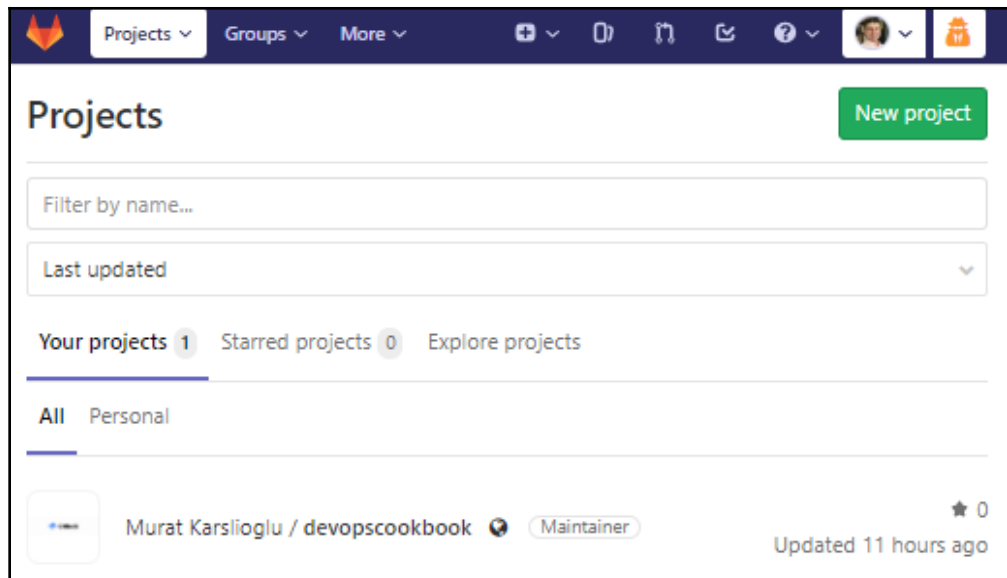 Projects Groups More
Projects New project
Filter by name...
Last updated
Your projects 1 Starred projects 0 Explore projects
All Personal
Murat Karslioglu / devopscookbook Maintainer 0
Updated 11 hours ago